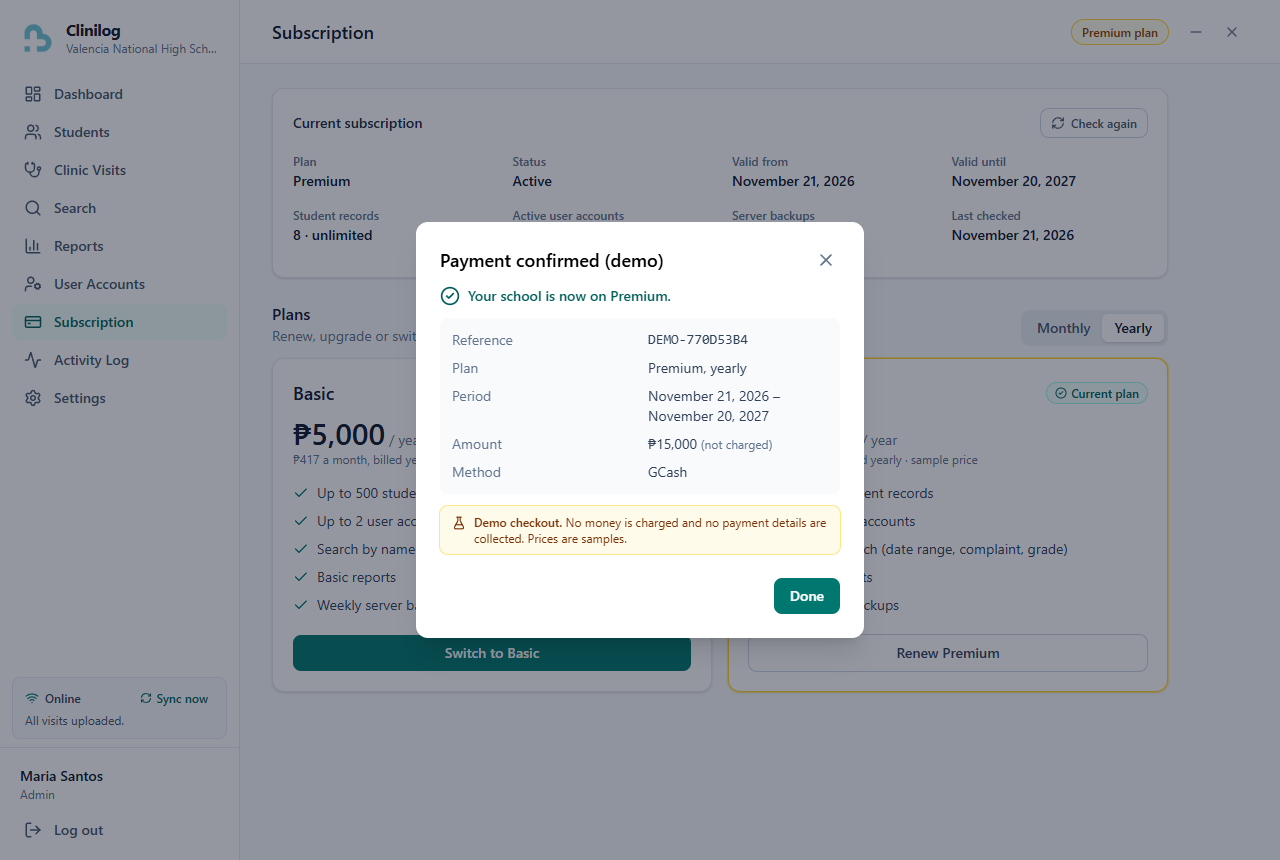 Clinilog
Valencia National High Sch...
Dashboard
Students
Clinic Visits
Search
Reports
User Accounts
Subscription
Activity Log
Settings
Online
Sync now
All visits uploaded.
Maria Santos
Admin
Log out
Subscription
Premium plan
Current subscription
Check again
Plan
Premium
Status
Active
Valid from
November 21, 2026
Valid until
November 20, 2027
Student records
8 · unlimited
Active user accounts
Server backups
Last checked
November 21, 2026
Plans
Renew, upgrade or swit
Monthly
Yearly
Basic
₱5,000 / yea
₱417 a month, billed ye
Up to 500 stude
Up to 2 user acc
Search by name
Basic reports
Weekly server ba
Switch to Basic
Current plan
/ year
d yearly · sample price
ent records
accounts
ch (date range, complaint, grade)
ts
ckups
Renew Premium
Payment confirmed (demo)
Your school is now on Premium.
Reference
DEMO-770D53B4
Plan
Premium, yearly
Period
November 21, 2026 –
November 20, 2027
Amount
₱15,000 (not charged)
Method
GCash
Demo checkout. No money is charged and no payment details are
collected. Prices are samples.
Done